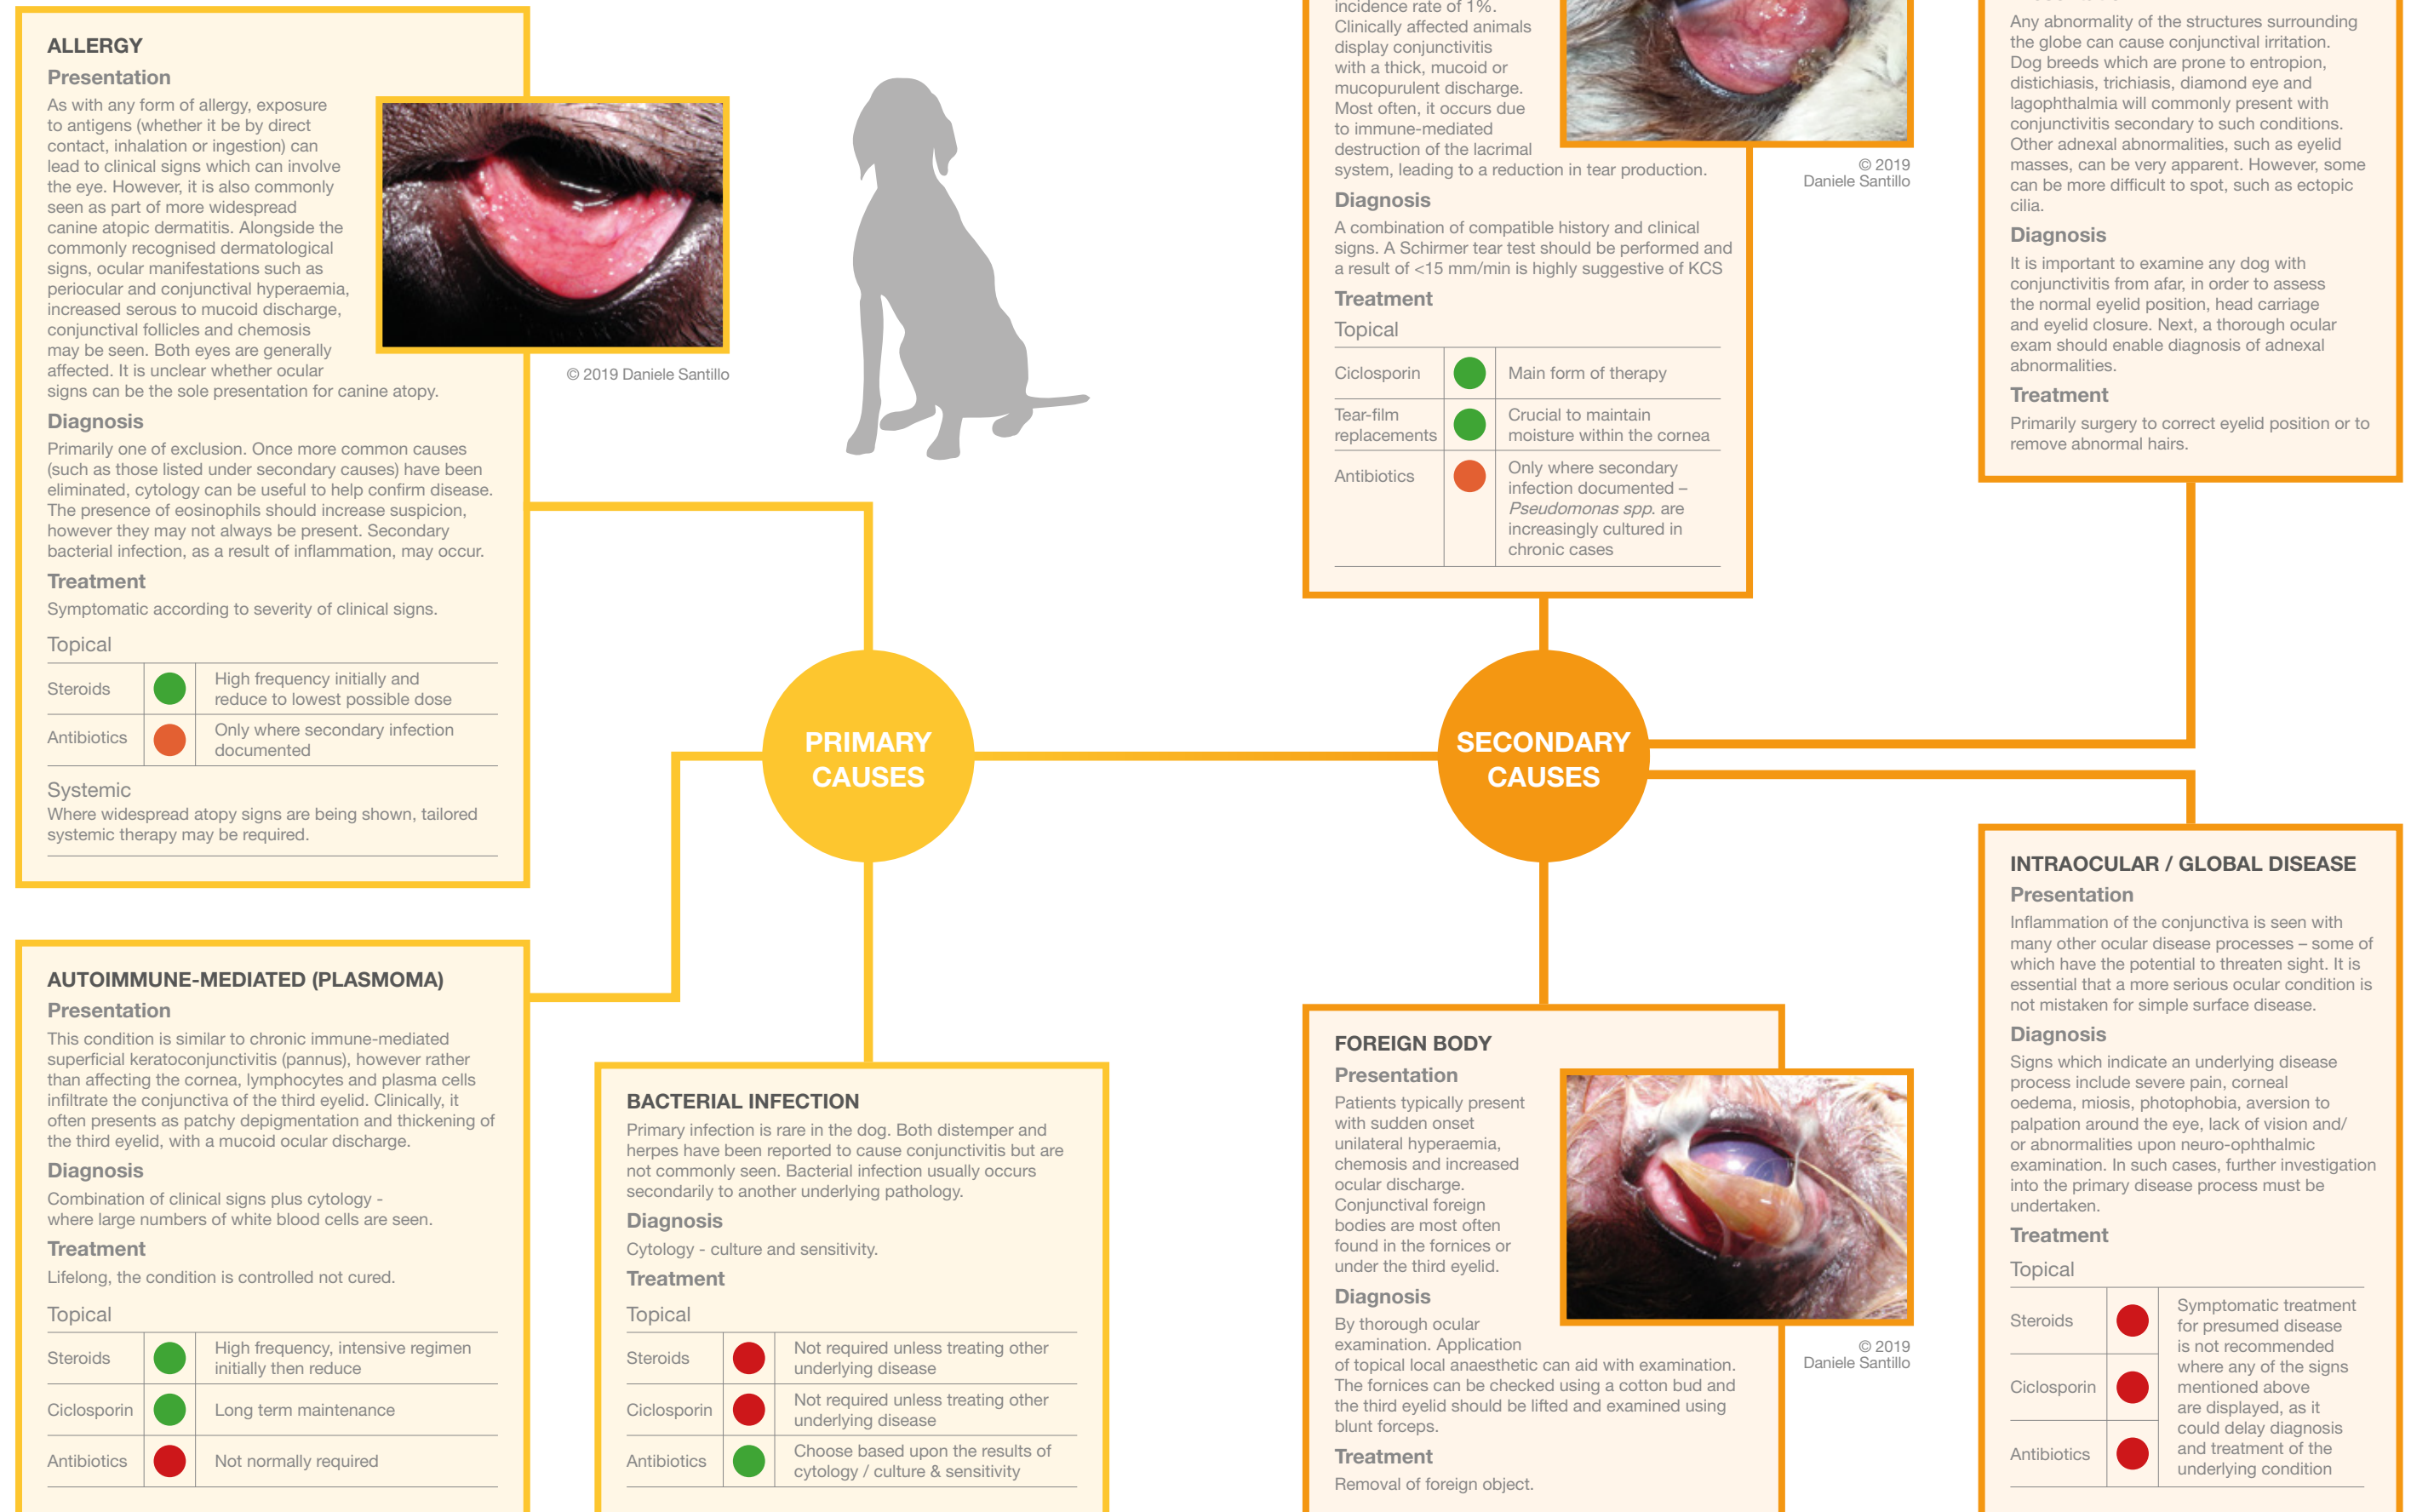 ALLERGY
Presentation
As with any form of allergy, exposure
to antigens (whether it be by direct
contact, inhalation or ingestion) can
lead to clinical signs which can involve
the eye. However, it is also commonly
seen as part of more widespread
canine atopic dermatitis. Alongside the
commonly recognised dermatological
signs, ocular manifestations such as
periocular and conjunctival hyperaemia,
increased serous to mucoid discharge,
conjunctival follicles and chemosis
may be seen. Both eyes are generally
affected. It is unclear whether ocular
signs can be the sole presentation for canine atopy.
© 2019 Daniele Santillo
Diagnosis
Primarily one of exclusion. Once more common causes
(such as those listed under secondary causes) have been
eliminated, cytology can be useful to help confirm disease.
The presence of eosinophils should increase suspicion,
however they may not always be present. Secondary
bacterial infection, as a result of inflammation, may occur.
Treatment
Symptomatic according to severity of clinical signs.
Topical
Steroids
High frequency initially and
reduce to lowest possible dose
Antibiotics
Only where secondary infection
documented
Systemic
Where widespread atopy signs are being shown, tailored
systemic therapy may be required.
AUTOIMMUNE-MEDIATED (PLASMOMA)
Presentation
This condition is similar to chronic immune-mediated
superficial keratoconjunctivitis (pannus), however rather
than affecting the cornea, lymphocytes and plasma cells
infiltrate the conjunctiva of the third eyelid. Clinically, it
often presents as patchy depigmentation and thickening of
the third eyelid, with a mucoid ocular discharge.
Diagnosis
Combination of clinical signs plus cytology -
where large numbers of white blood cells are seen.
Treatment
Lifelong, the condition is controlled not cured.
Topical
Steroids
High frequency, intensive regimen
initially then reduce
Ciclosporin
Long term maintenance
Antibiotics
Not normally required
PRIMARY
CAUSES
BACTERIAL INFECTION
Primary infection is rare in the dog. Both distemper and
herpes have been reported to cause conjunctivitis but are
not commonly seen. Bacterial infection usually occurs
secondarily to another underlying pathology.
Diagnosis
Cytology - culture and sensitivity.
Treatment
Topical
Steroids
Not required unless treating other
underlying disease
Ciclosporin
Not required unless treating other
underlying disease
Antibiotics
Choose based upon the results of
cytology / culture & sensitivity
incidence rate of 1%.
Clinically affected animals
display conjunctivitis
with a thick, mucoid or
mucopurulent discharge.
Most often, it occurs due
to immune-mediated
destruction of the lacrimal
system, leading to a reduction in tear production.
© 2019
Daniele Santillo
Diagnosis
A combination of compatible history and clinical
signs. A Schirmer tear test should be performed and
a result of <15 mm/min is highly suggestive of KCS
Treatment
Topical
Ciclosporin
Main form of therapy
Tear-film
replacements
Crucial to maintain
moisture within the cornea
Antibiotics
Only where secondary
infection documented –
Pseudomonas spp. are
increasingly cultured in
chronic cases
SECONDARY
CAUSES
FOREIGN BODY
Presentation
Patients typically present
with sudden onset
unilateral hyperaemia,
chemosis and increased
ocular discharge.
Conjunctival foreign
bodies are most often
found in the fornices or
under the third eyelid.
Diagnosis
By thorough ocular
examination. Application
of topical local anaesthetic can aid with examination.
The fornices can be checked using a cotton bud and
the third eyelid should be lifted and examined using
blunt forceps.
Treatment
Removal of foreign object.
© 2019
Daniele Santillo
Any abnormality of the structures surrounding
the globe can cause conjunctival irritation.
Dog breeds which are prone to entropion,
distichiasis, trichiasis, diamond eye and
lagophthalmia will commonly present with
conjunctivitis secondary to such conditions.
Other adnexal abnormalities, such as eyelid
masses, can be very apparent. However, some
can be more difficult to spot, such as ectopic
cilia.
Diagnosis
It is important to examine any dog with
conjunctivitis from afar, in order to assess
the normal eyelid position, head carriage
and eyelid closure. Next, a thorough ocular
exam should enable diagnosis of adnexal
abnormalities.
Treatment
Primarily surgery to correct eyelid position or to
remove abnormal hairs.
INTRAOCULAR / GLOBAL DISEASE
Presentation
Inflammation of the conjunctiva is seen with
many other ocular disease processes – some of
which have the potential to threaten sight. It is
essential that a more serious ocular condition is
not mistaken for simple surface disease.
Diagnosis
Signs which indicate an underlying disease
process include severe pain, corneal
oedema, miosis, photophobia, aversion to
palpation around the eye, lack of vision and/
or abnormalities upon neuro-ophthalmic
examination. In such cases, further investigation
into the primary disease process must be
undertaken.
Treatment
Topical
Steroids
Ciclosporin
Antibiotics
Symptomatic treatment
for presumed disease
is not recommended
where any of the signs
mentioned above
are displayed, as it
could delay diagnosis
and treatment of the
underlying condition